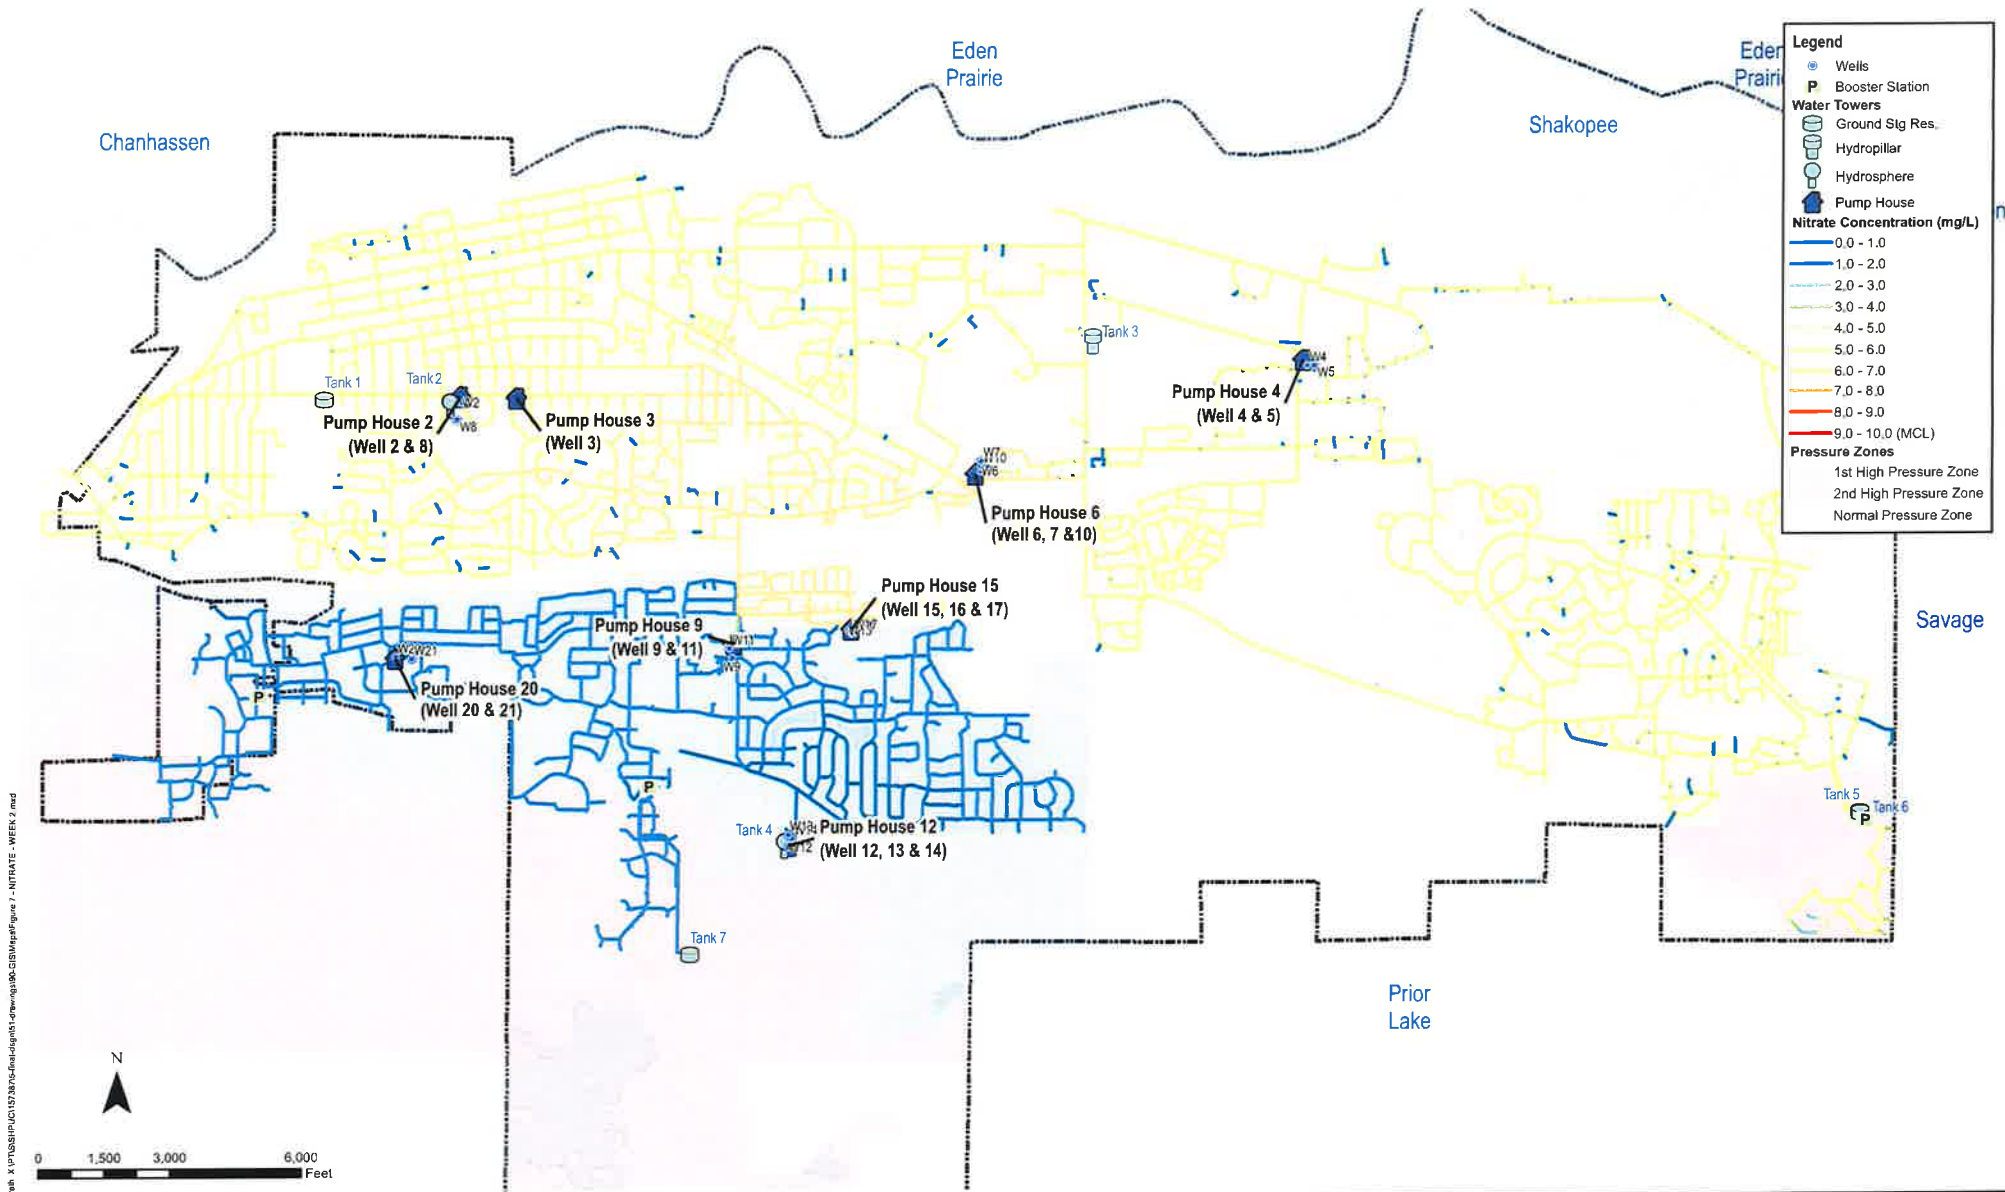 Eden
Prairie
Chanhassen
Shakopee
Eden
Prairie
Legend
Wells
P Booster Station
Water Towers
Ground Stg Res.
Hydropillar
Hydrosphere
Pump House
Nitrate Concentration (mg/L)
0.0 - 1.0
1.0 - 2.0
2.0 - 3.0
3.0 - 4.0
4.0 - 5.0
5.0 - 6.0
6.0 - 7.0
7.0 - 8.0
8.0 - 9.0
9.0 - 10.0 (MCL)
Pressure Zones
1st High Pressure Zone
2nd High Pressure Zone
Normal Pressure Zone
n
Tank 3
W4
W5
Pump House 4
(Well 4 & 5)
Tank 1
Tank 2
W2
W8
Pump House 2
(Well 2 & 8)
Pump House 3
(Well 3)
W7
W10
W6
Pump House 6
(Well 6, 7 &10)
Pump House 15
(Well 15, 16 & 17)
Pump House 9
(Well 9 & 11)
W11
W9
W21
Pump House 20
(Well 20 & 21)
P
Savage
P
Tank 4
W12
Pump House 12
(Well 12, 13 & 14)
Tank 5
Tank 6
P
Tank 7
Prior
Lake
N
0 1,500 3,000 6,000
Feet